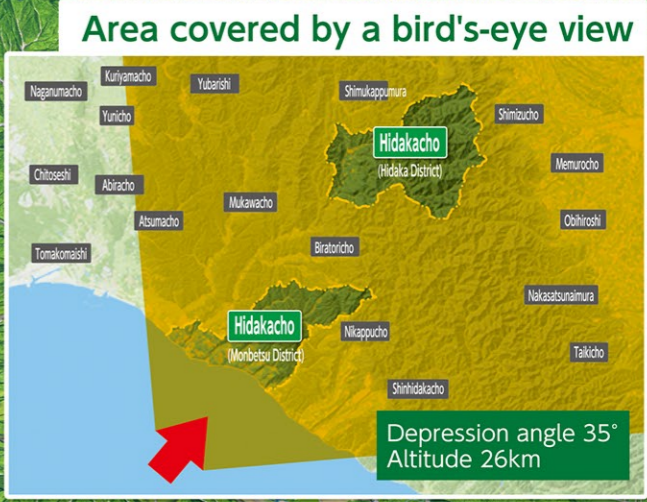 Area covered by a bird's-eye view
Kuriyamacho
Naganumacho
Yubarishi
Shimukappumura
Yunicho
Shimizucho
Hidakacho
(Hidaka District)
Memurocho
Chitoseshi
Abiracho
Mukawacho
Atsumacho
Obihiroshi
Biratoricho
Tomakomaishi
Nakasatsunaimura
Hidakacho
(Monbetsu District)
Nikappucho
Taikicho
Shinhidakacho
Depression angle 35°
Altitude 26km